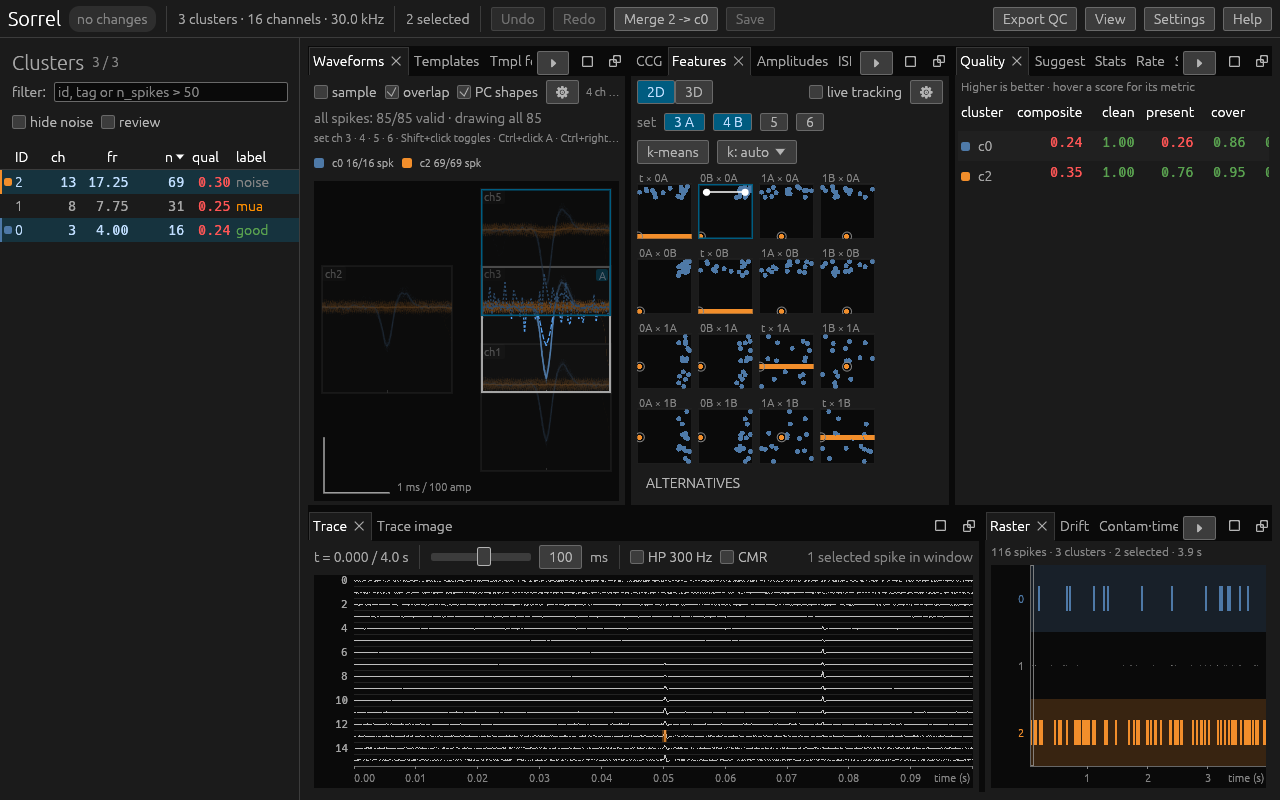 Sorrel no changes 3 clusters · 16 channels · 30.0 kHz 2 selected Undo Redo Merge 2 -> c0 Save Export QC View Settings Help
Clusters 3 / 3
filter: id, tag or n_spikes > 50
hide noise review
ID ch fr n qual label
2 13 17.25 69 0.30 noise
1 8 7.75 31 0.25 mua
0 3 4.00 16 0.24 good
Waveforms Templates Tmpl f
sample overlap PC shapes 4 ch ...
all spikes: 85/85 valid · drawing all 85
set ch 3 · 4 · 5 · 6 · Shift+click toggles · Ctrl+click A · Ctrl+right...
c0 16/16 spk c2 69/69 spk
ch5
ch3 A
ch2
ch1
1 ms / 100 amp
CCG Features Amplitudes ISI
2D 3D live tracking
set 3 A 4 B 5 6
k-means k: auto
t × 0A 0B × 0A 1A × 0A 1B × 0A
0A × 0B t × 0B 1A × 0B 1B × 0B
0A × 1A 0B × 1A t × 1A 1B × 1A
0A × 1B 0B × 1B 1A × 1B t × 1B
ALTERNATIVES
Quality Suggest Stats Rate
Higher is better · hover a score for its metric
cluster composite clean present cover
c0 0.24 1.00 0.26 0.86
c2 0.35 1.00 0.76 0.95
Trace Trace image
t = 0.000 / 4.0 s 100 ms HP 300 Hz CMR 1 selected spike in window
0
2
4
6
8
10
12
14
0.00 0.01 0.02 0.03 0.04 0.05 0.06 0.07 0.08 0.09 time (s)
Raster Drift Contam·time
116 spikes · 3 clusters · 2 selected · 3.9 s
0
1
2
1 2 3 time (s)